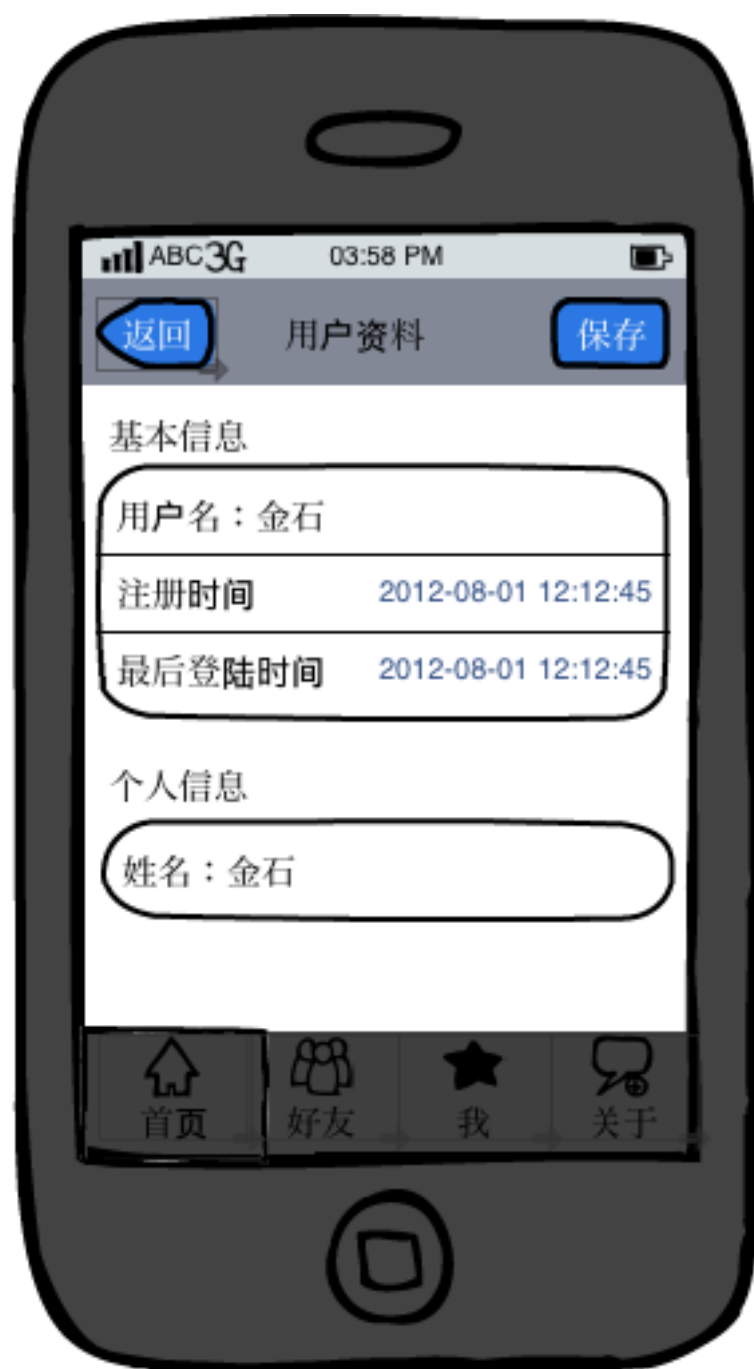 ABC 3G 03:58 PM
返回 用户资料 保存
基本信息
用户名：金石
注册时间 2012-08-01 12:12:45
最后登陆时间 2012-08-01 12:12:45
个人信息
姓名：金石
首页 好友 我 关于